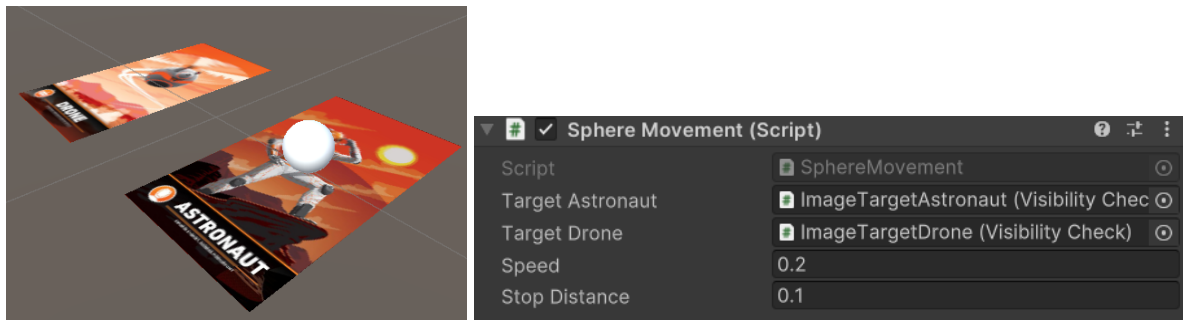 DRONE
ASTRONAUT
Sphere Movement (Script)
Script
SphereMovement
Target Astronaut
ImageTargetAstronaut (Visibility Chec
Target Drone
ImageTargetDrone (Visibility Check)
Speed
0.2
Stop Distance
0.1